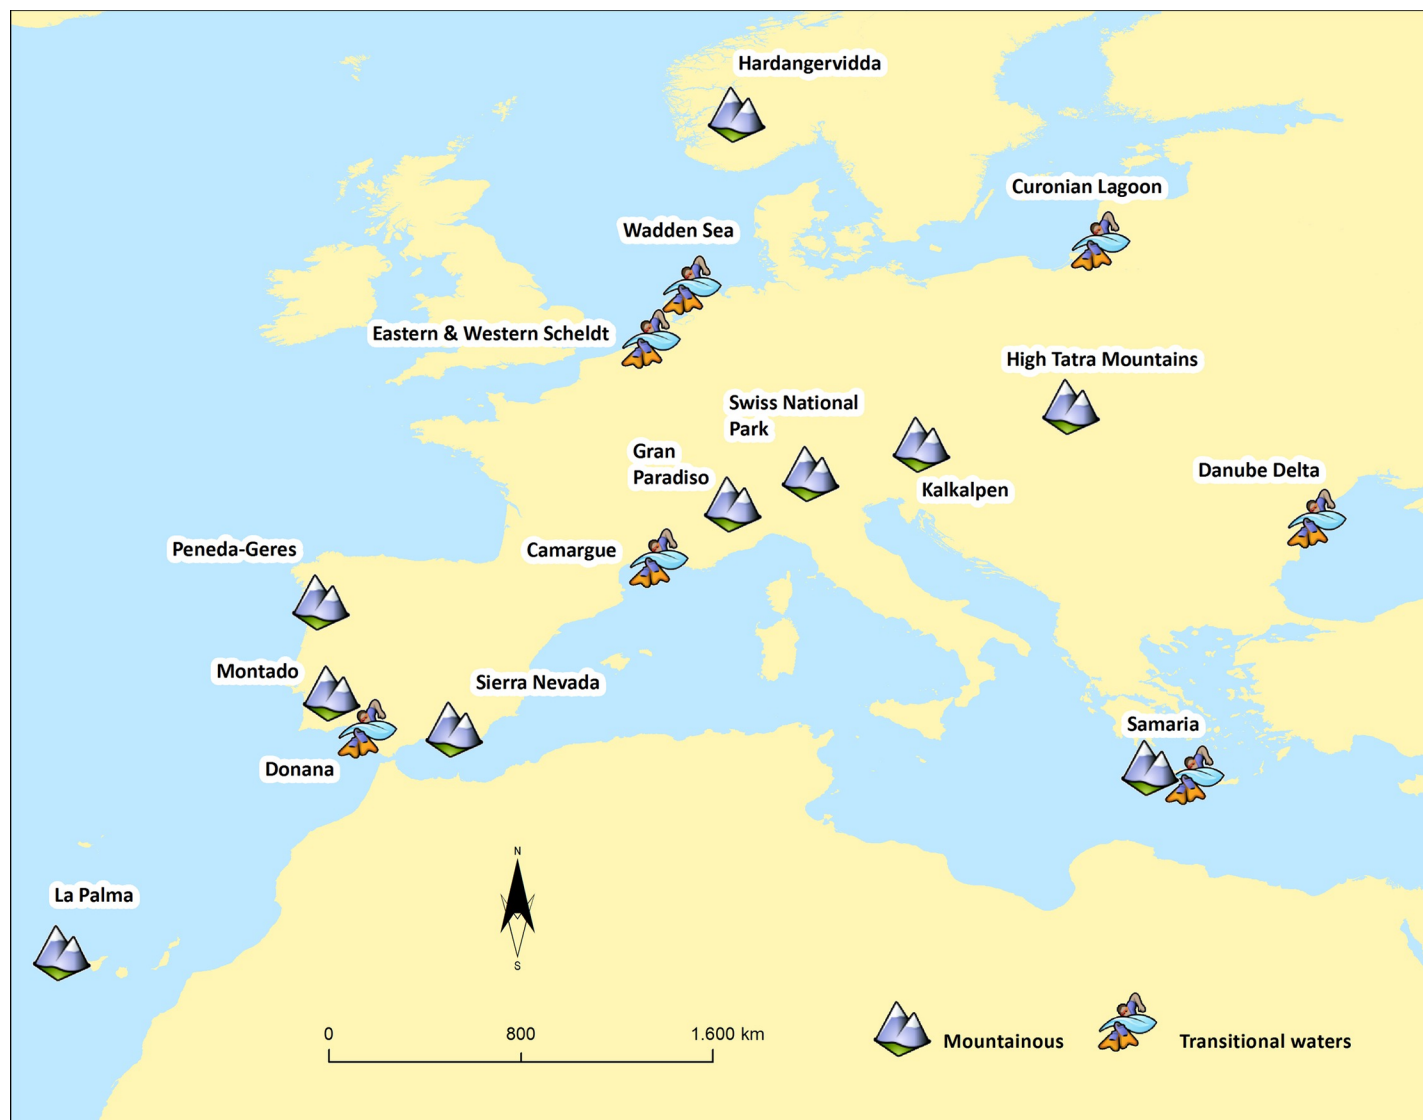 Hardangervidda
Curonian Lagoon
Wadden Sea
Eastern & Western Scheldt
High Tatra Mountains
Swiss National
Park
Gran
Paradiso
Kalkalpen
Danube Delta
Peneda-Geres
Camargue
Montado
Sierra Nevada
Donana
Samaria
La Palma
N
S
0 800 1.600 km
Mountainous
Transitional waters